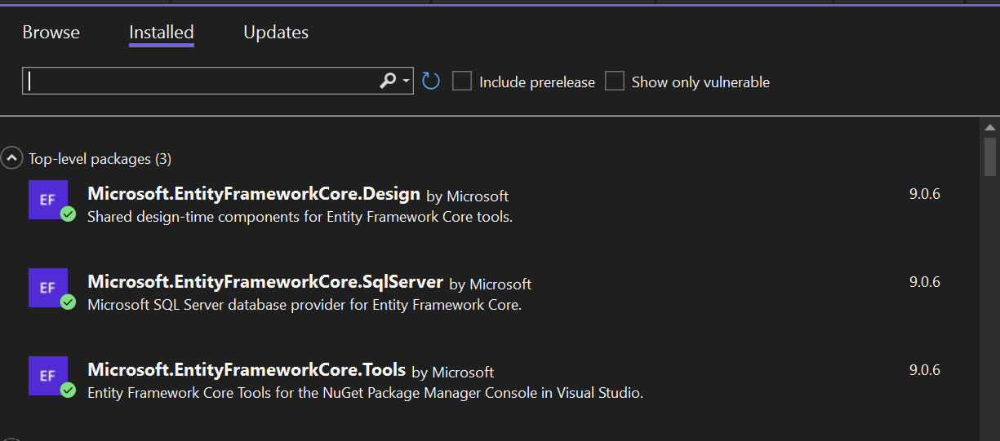 Browse Installed Updates
Include prerelease Show only vulnerable
Top-level packages (3)
EF Microsoft.EntityFrameworkCore.Design by Microsoft 9.0.6
Shared design-time components for Entity Framework Core tools.
EF Microsoft.EntityFrameworkCore.SqlServer by Microsoft 9.0.6
Microsoft SQL Server database provider for Entity Framework Core.
EF Microsoft.EntityFrameworkCore.Tools by Microsoft 9.0.6
Entity Framework Core Tools for the NuGet Package Manager Console in Visual Studio.